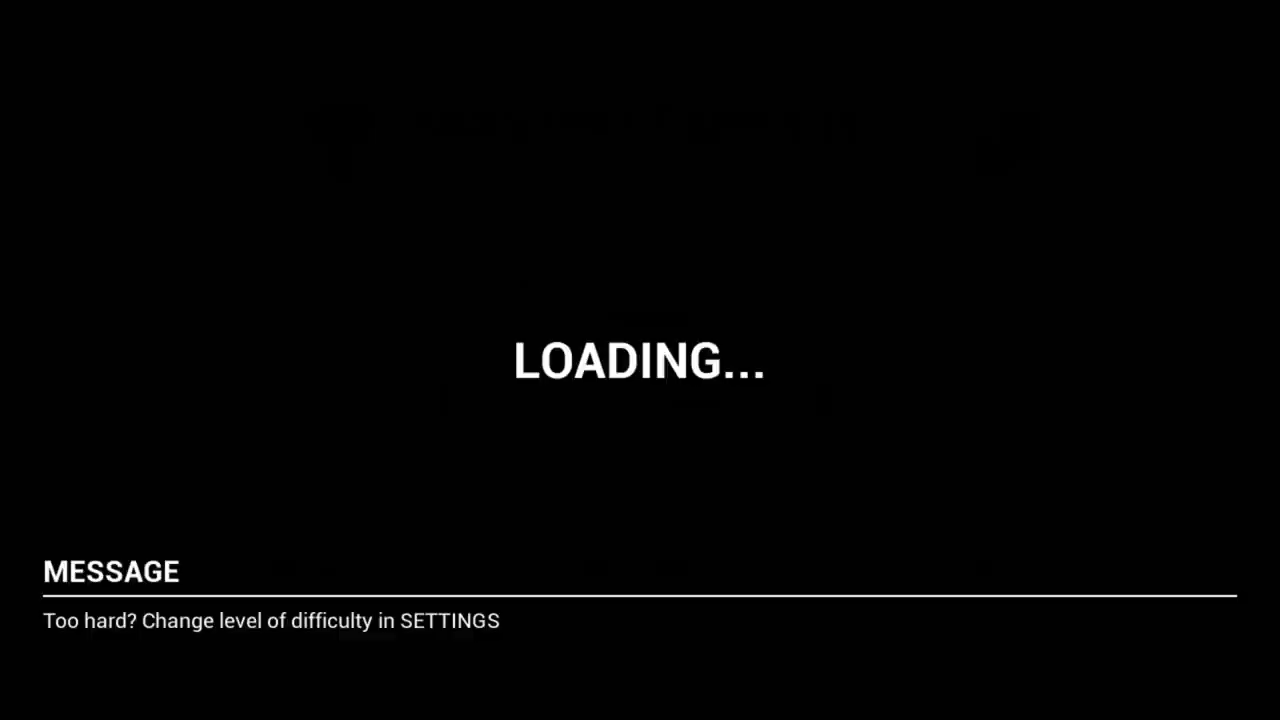 LOADING...
MESSAGE
Too hard? Change level of difficulty in SETTINGS